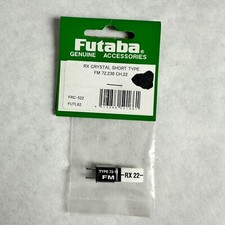 Futaba
GENUINE ACCESSORIES
RX CRYSTAL SHORT TYPE
FM 72.230 CH.22
FRC-522
FUTL62
FM
RX 22